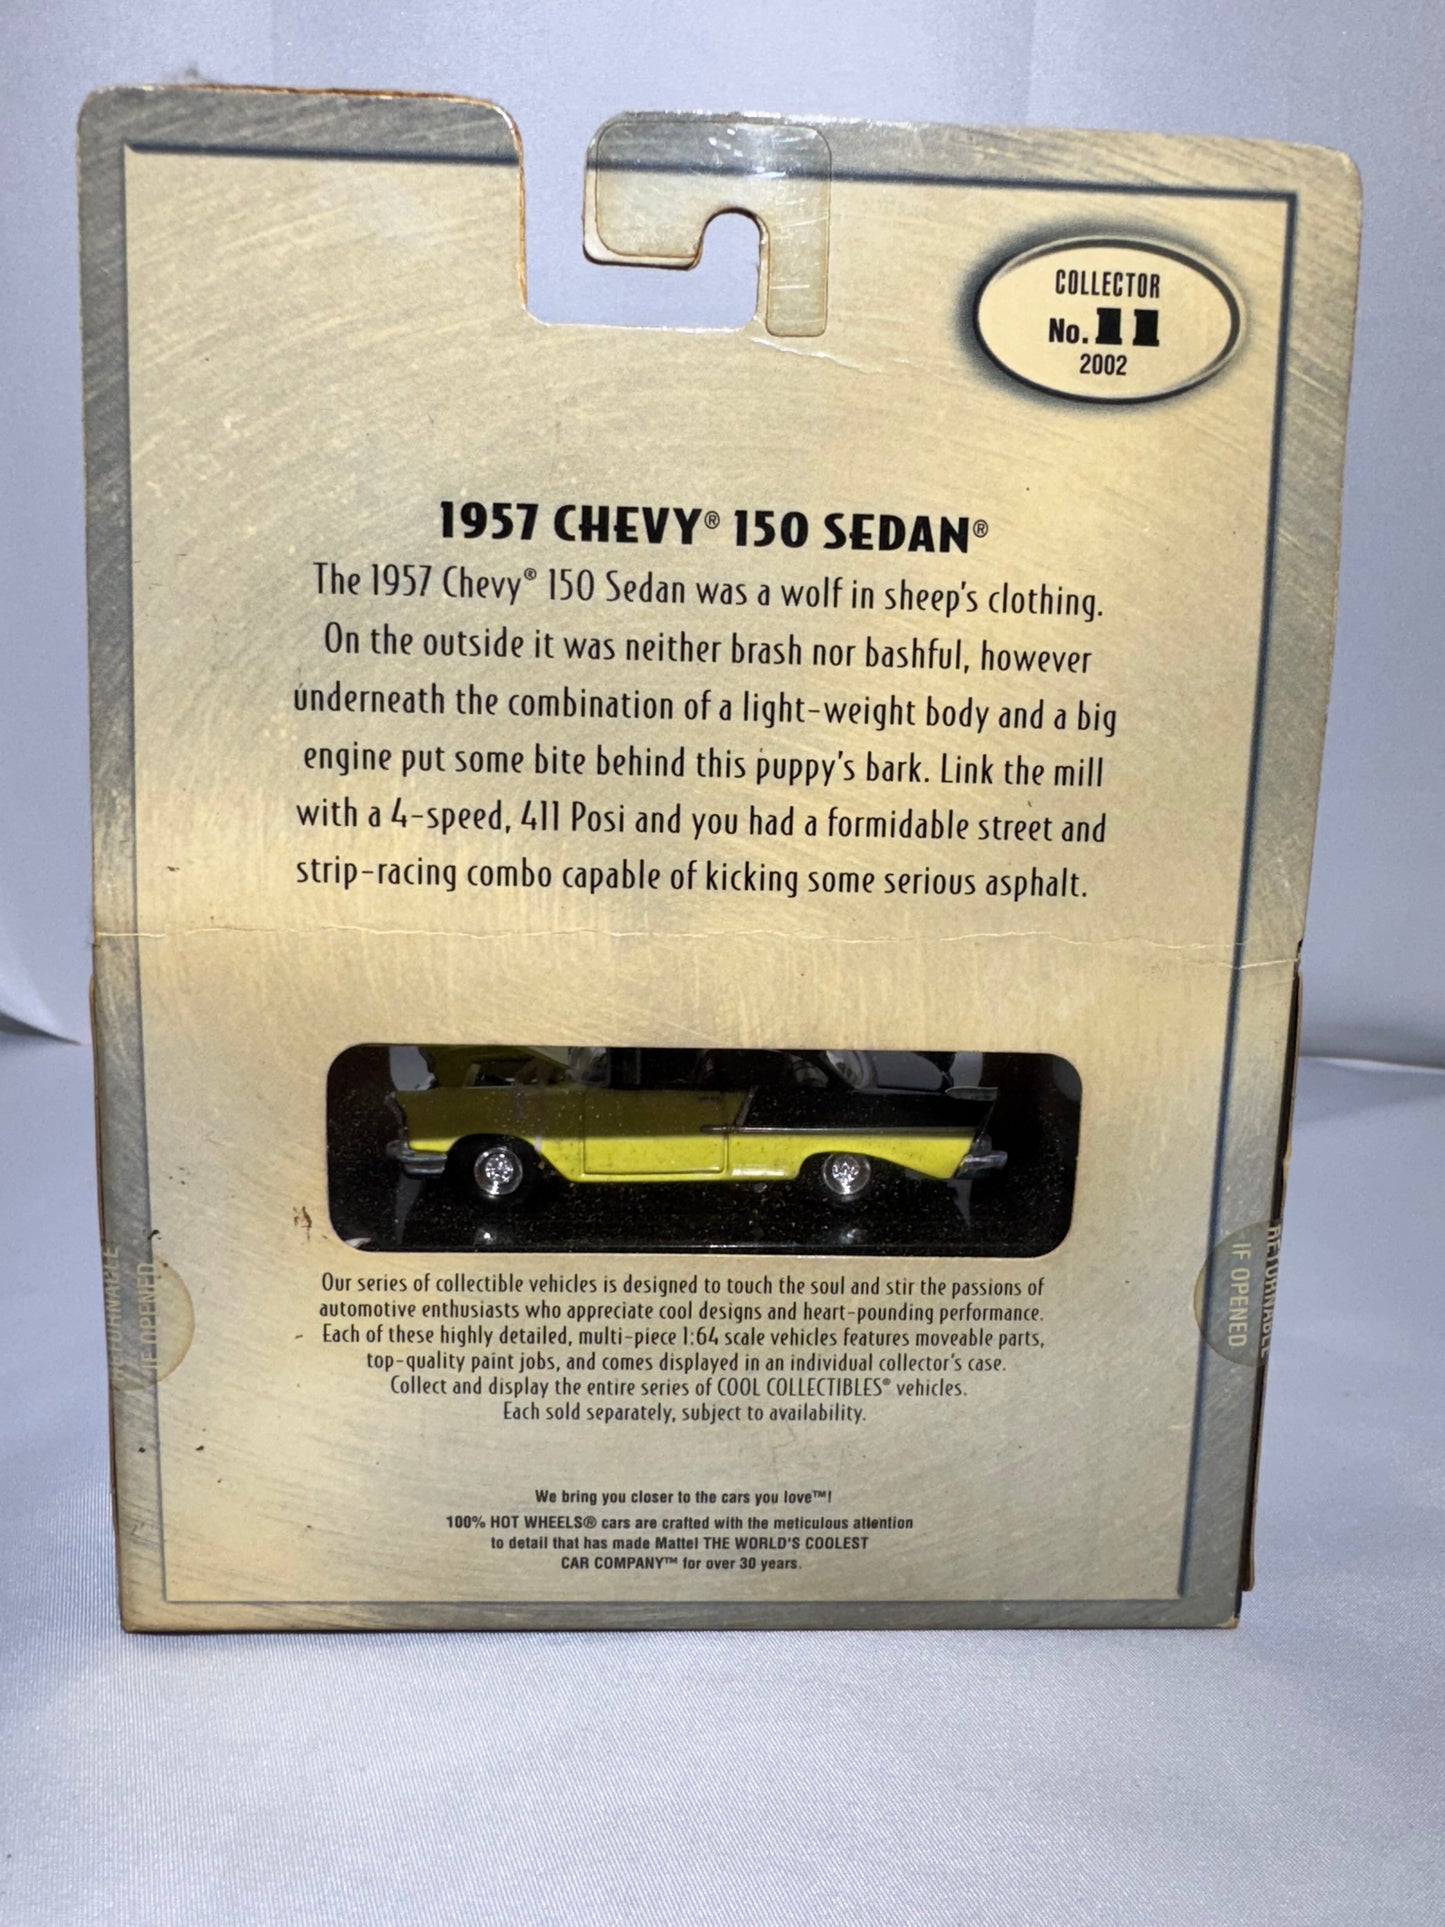 COLLECTOR
No. 11
2002
1957 CHEVY® 150 SEDAN®
The 1957 Chevy® 150 Sedan was a wolf in sheep's clothing.
On the outside it was neither brash nor bashful, however
underneath the combination of a light-weight body and a big
engine put some bite behind this puppy's bark. Link the mill
with a 4-speed, 411 Posi and you had a formidable street and
strip-racing combo capable of kicking some serious asphalt.
Our series of collectible vehicles is designed to touch the soul and stir the passions of
automotive enthusiasts who appreciate cool designs and heart-pounding performance.
Each of these highly detailed, multi-piece 1:64 scale vehicles features moveable parts,
top-quality paint jobs, and comes displayed in an individual collector's case.
Collect and display the entire series of COOL COLLECTIBLES® vehicles.
Each sold separately, subject to availability.
We bring you closer to the cars you love™!
100% HOT WHEELS® cars are crafted with the meticulous attention
to detail that has made Mattel THE WORLD'S COOLEST
CAR COMPANY™ for over 30 years.
IF OPENED
RETURNABLE
IF OPENED